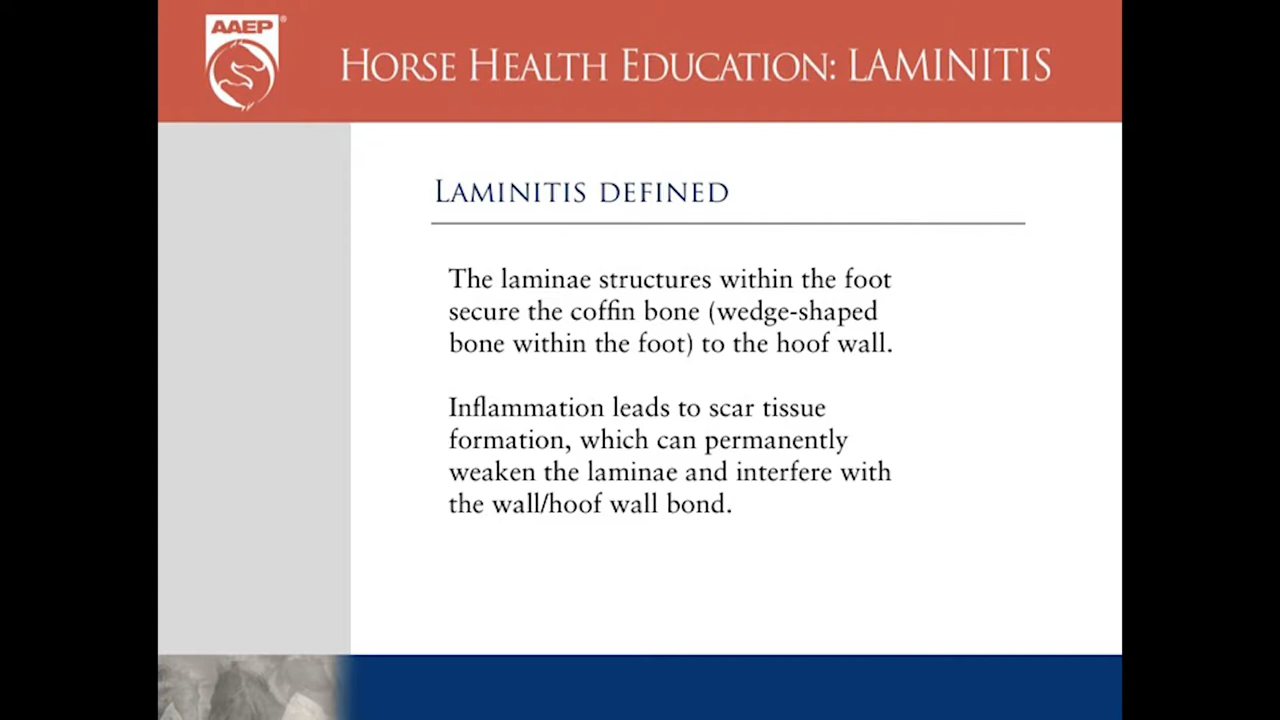 AAEP®
HORSE HEALTH EDUCATION: LAMINITIS
LAMINITIS DEFINED
The laminae structures within the foot
secure the coffin bone (wedge-shaped
bone within the foot) to the hoof wall.
Inflammation leads to scar tissue
formation, which can permanently
weaken the laminae and interfere with
the wall/hoof wall bond.